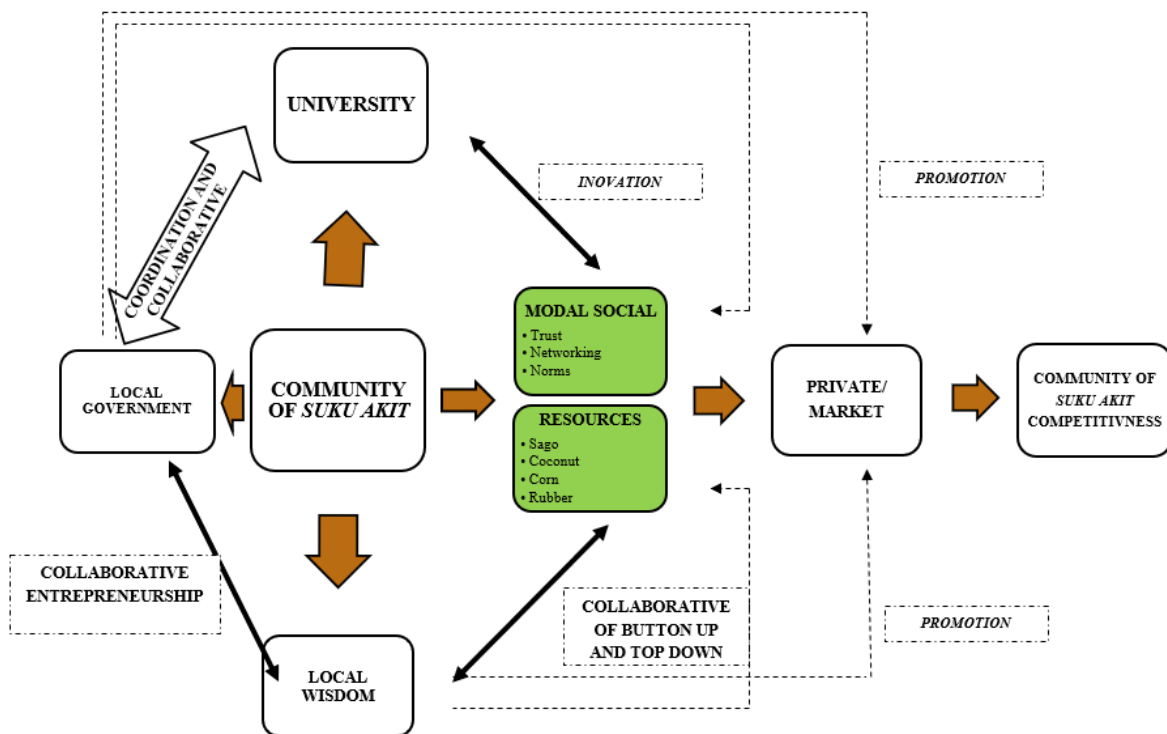 UNIVERSITY
COORDINATION AND
COLLABORATIVE
INOVATION
PROMOTION
MODAL SOCIAL
• Trust
• Networking
• Norms
LOCAL
GOVERNMENT
COMMUNITY
OF SUKU AKIT
PRIVATE/
MARKET
COMMUNITY OF
SUKU AKIT
COMPETITIVNESS
RESOURCES
• Sago
• Coconut
• Corn
• Rubber
COLLABORATIVE
ENTREPRENEURSHIP
COLLABORATIVE
OF BUTTON UP
AND TOP DOWN
PROMOTION
LOCAL
WISDOM